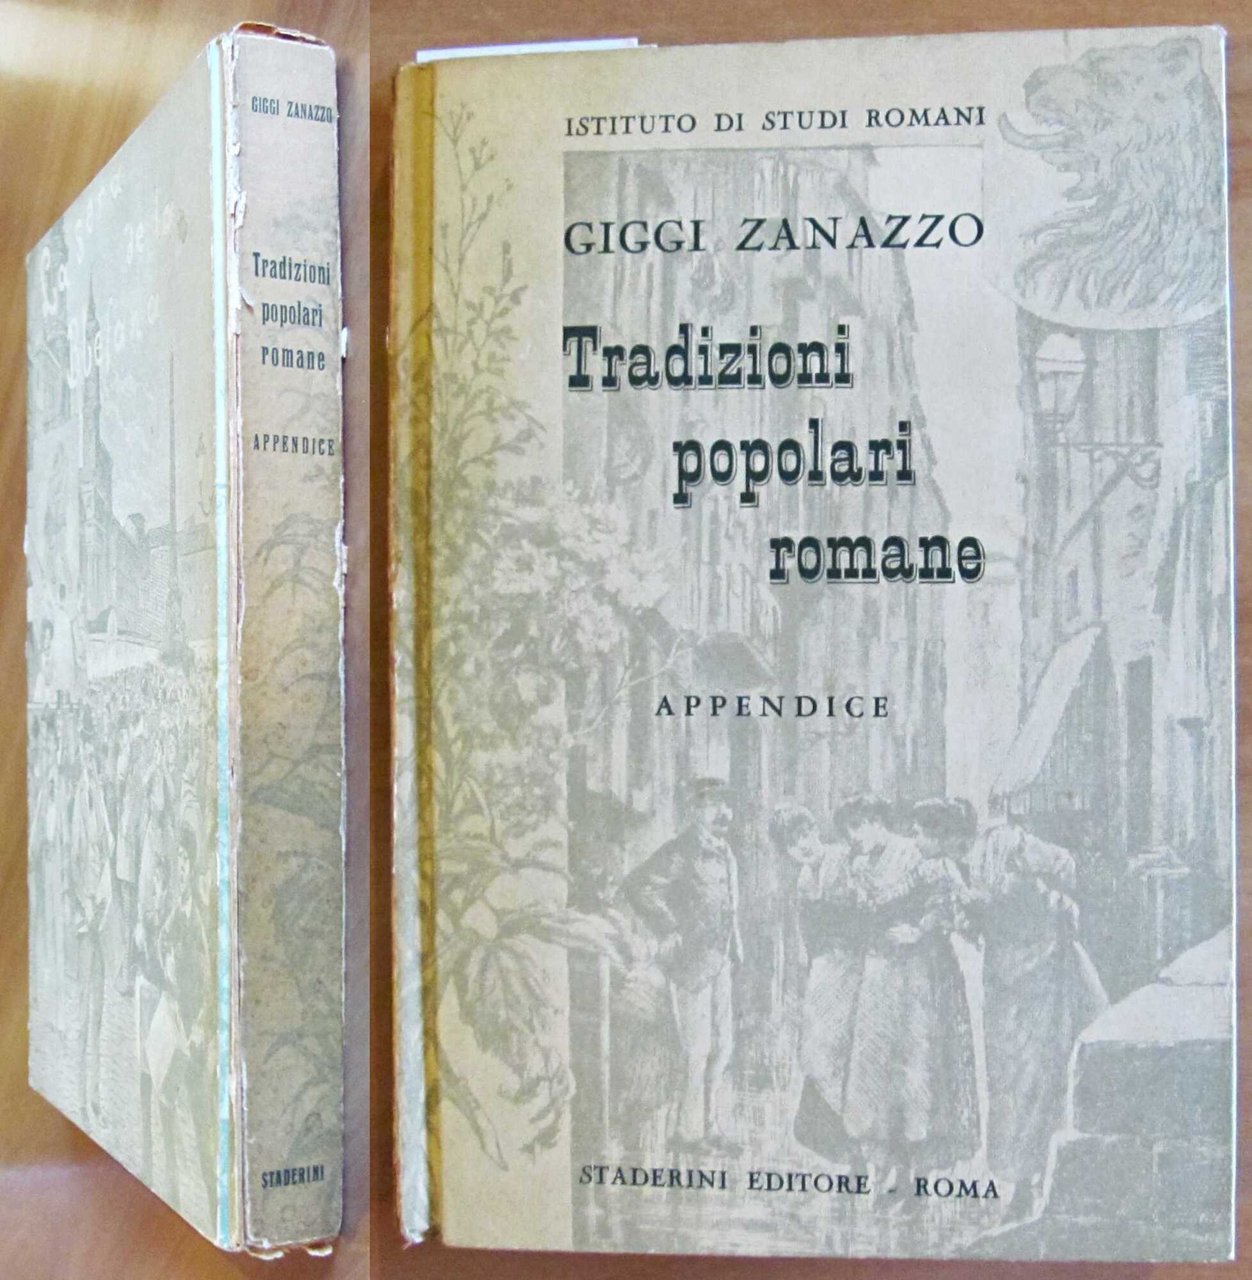 GIGGI ZANAZZO
Tradizioni
popolari
romane
APPENDICE
STADERINI
ISTITUTO DI STUDI ROMANI
GIGGI ZANAZZO
Tradizioni
popolari
romane
APPENDICE
STADERINI EDITORE - ROMA